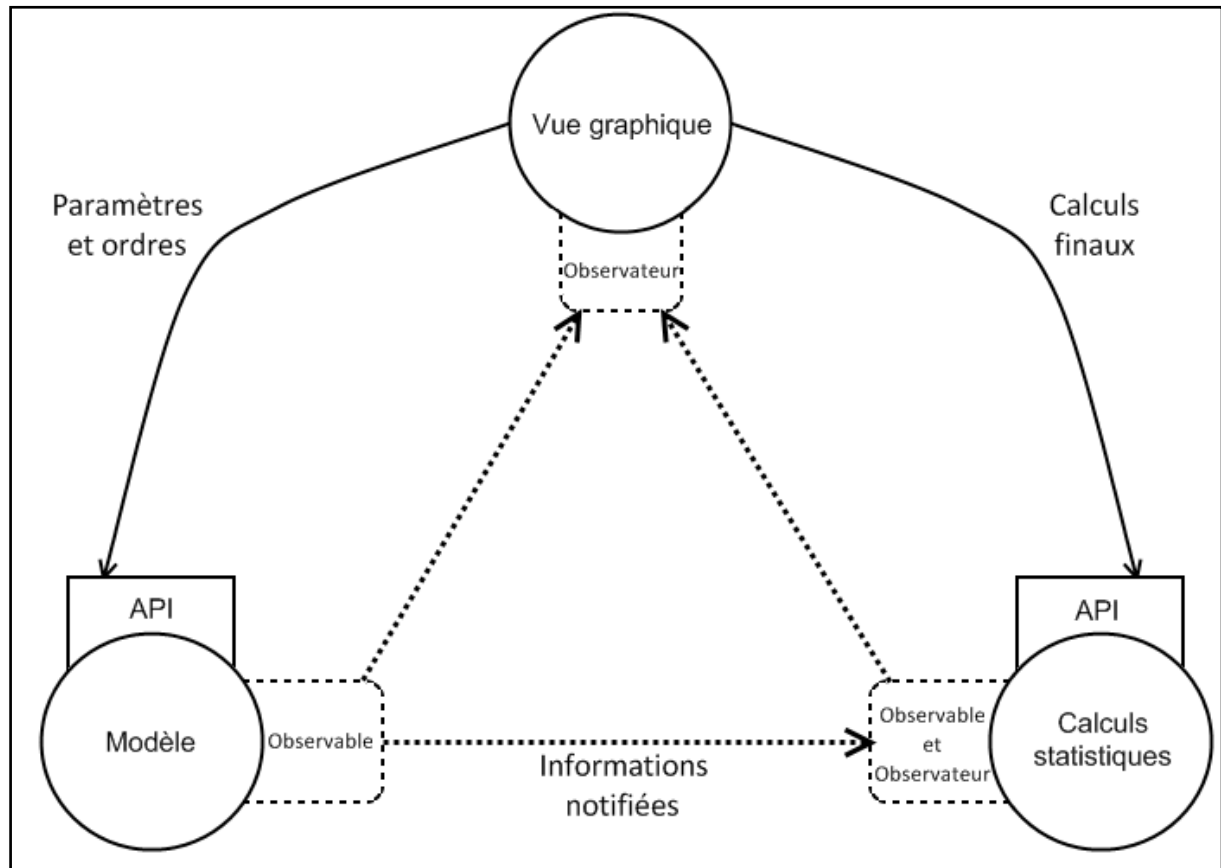 Vue graphique
Paramètres
et ordres
Calculs
finaux
Observateur
API
API
Modèle
Observable
Observable
et
Observateur
Calculs
statistiques
Informations
notifiées